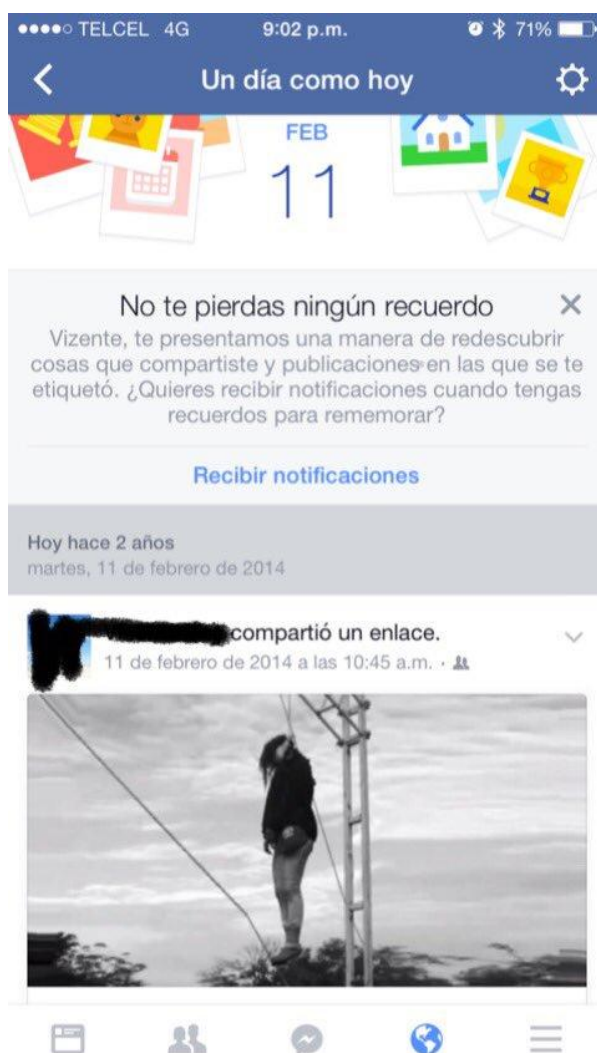 TELCEL 4G 9:02 p.m. 71%
Un día como hoy
FEB
11
No te pierdas ningún recuerdo
Vizente, te presentamos una manera de redescubrir
cosas que compartiste y publicaciones en las que se te
etiquetó. ¿Quieres recibir notificaciones cuando tengas
recuerdos para rememorar?
Recibir notificaciones
Hoy hace 2 años
martes, 11 de febrero de 2014
compartió un enlace.
11 de febrero de 2014 a las 10:45 a.m. ·